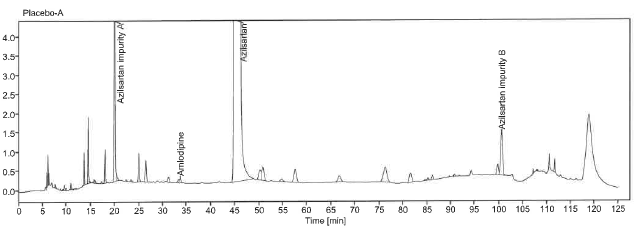 Placebo-A
4.0
3.5
3.0
2.5
2.0
1.5
1.0
0.5
0.0
Azilsartan impurity A
Amlodipine
Azilsartan
Azilsartan impurity B
0 5 10 15 20 25 30 35 40 45 50 55 60 65 70 75 80 85 90 95 100 105 110 115 120 125
Time [min]